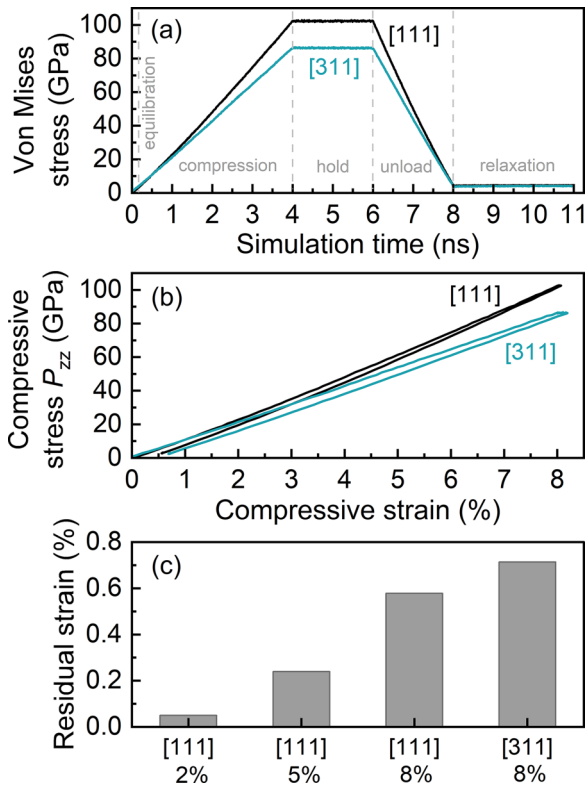 (a)
[111]
[311]
equilibration
compression
hold
unload
relaxation
Von Mises
stress (GPa)
100
80
60
40
20
0
0 1 2 3 4 5 6 7 8 9 10 11
Simulation time (ns)
(b)
[111]
[311]
Compressive
stress Pzz (GPa)
100
80
60
40
20
0
0 1 2 3 4 5 6 7 8
Compressive strain (%)
(c)
Residual strain (%)
0.8
0.6
0.4
0.2
0.0
[111] [111] [111] [311]
2% 5% 8% 8%